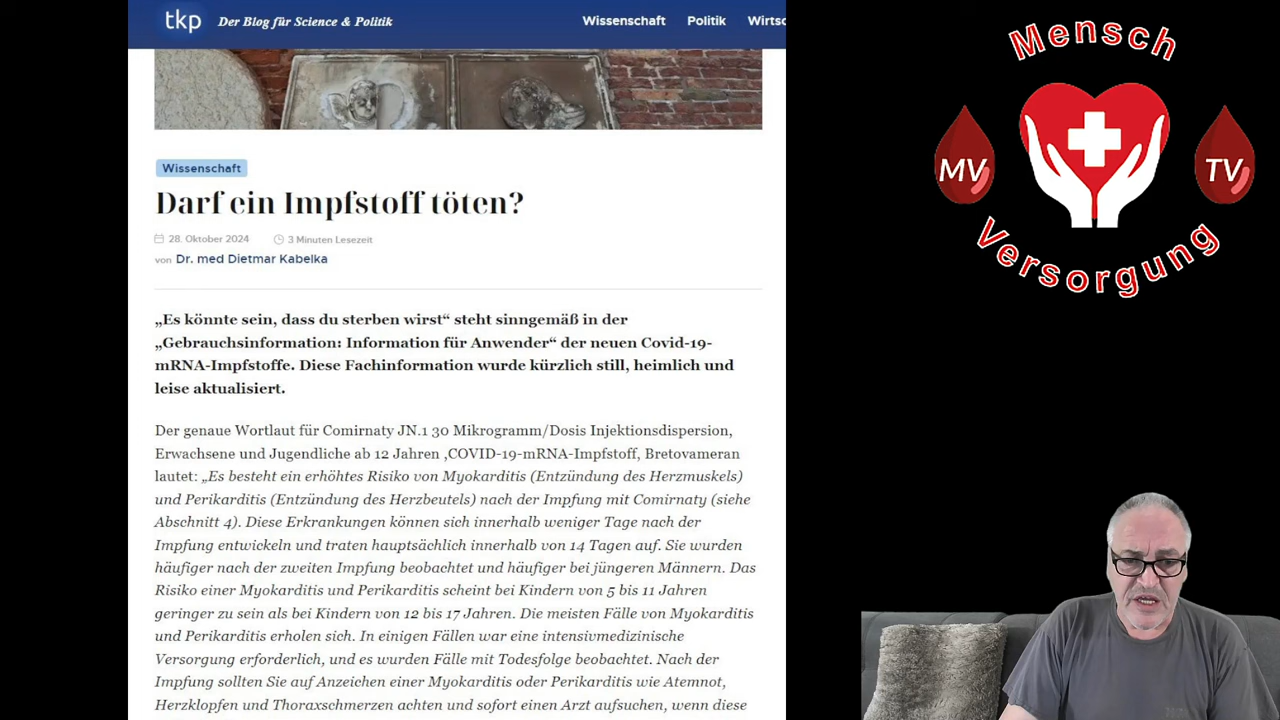 tkp Der Blog für Science & Politik Wissenschaft Politik Wirtsc
Wissenschaft
Darf ein Impfstoff töten?
28. Oktober 2024 3 Minuten Lesezeit
von Dr. med Dietmar Kabelka
„Es könnte sein, dass du sterben wirst“ steht sinngemäß in der
„Gebrauchsinformation: Information für Anwender“ der neuen Covid-19-
mRNA-Impfstoffe. Diese Fachinformation wurde kürzlich still, heimlich und
leise aktualisiert.
Der genaue Wortlaut für Comirnaty JN.1 30 Mikrogramm/Dosis Injektionsdispersion,
Erwachsene und Jugendliche ab 12 Jahren ,COVID-19-mRNA-Impfstoff, Bretovameran
lautet: „Es besteht ein erhöhtes Risiko von Myokarditis (Entzündung des Herzmuskels)
und Perikarditis (Entzündung des Herzbeutels) nach der Impfung mit Comirnaty (siehe
Abschnitt 4). Diese Erkrankungen können sich innerhalb weniger Tage nach der
Impfung entwickeln und traten hauptsächlich innerhalb von 14 Tagen auf. Sie wurden
häufiger nach der zweiten Impfung beobachtet und häufiger bei jüngeren Männern. Das
Risiko einer Myokarditis und Perikarditis scheint bei Kindern von 5 bis 11 Jahren
geringer zu sein als bei Kindern von 12 bis 17 Jahren. Die meisten Fälle von Myokarditis
und Perikarditis erholen sich. In einigen Fällen war eine intensivmedizinische
Versorgung erforderlich, und es wurden Fälle mit Todesfolge beobachtet. Nach der
Impfung sollten Sie auf Anzeichen einer Myokarditis oder Perikarditis wie Atemnot,
Herzklopfen und Thoraxschmerzen achten und sofort einen Arzt aufsuchen, wenn diese
Mensch
MV
TV
Versorgung